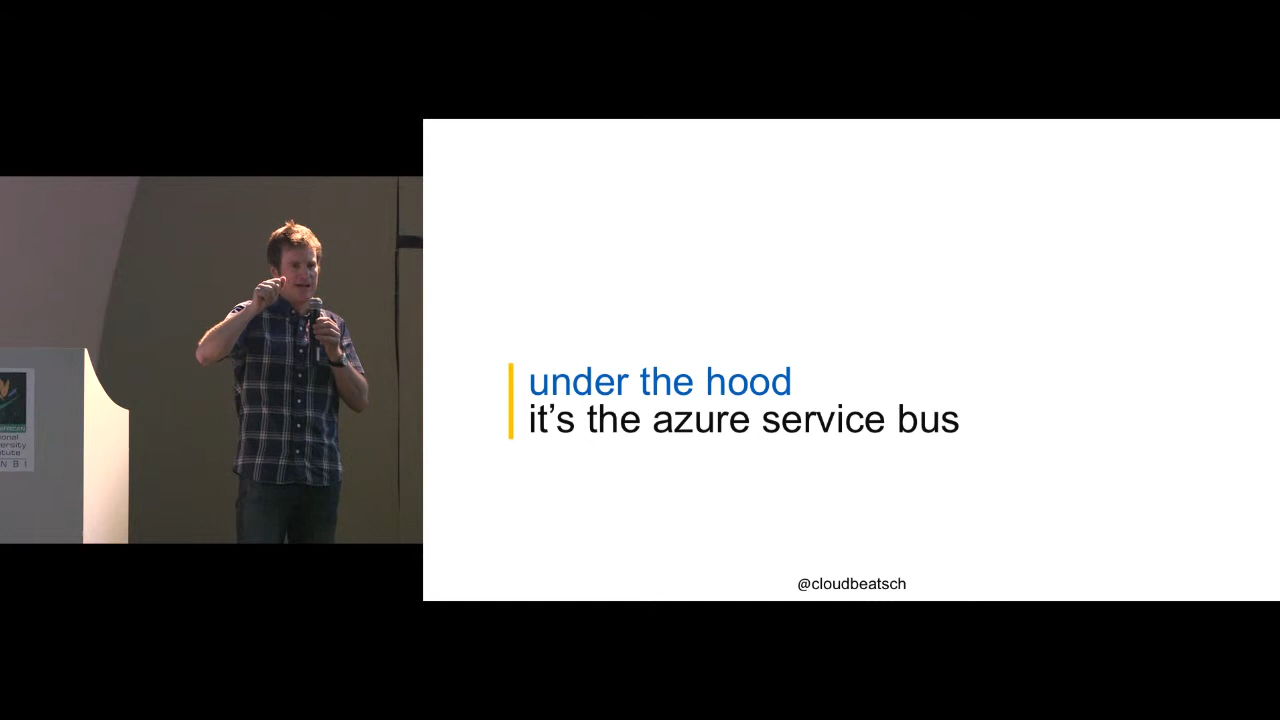 under the hood
it's the azure service bus
@cloudbeatsch
N B I